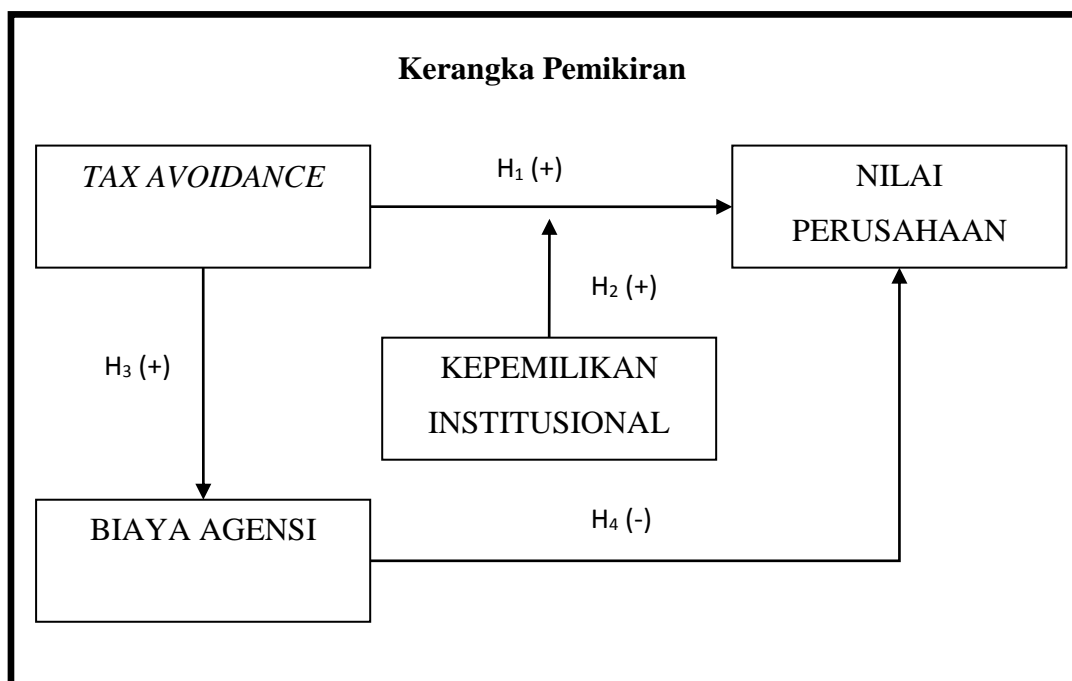 Kerangka Pemikiran
TAX AVOIDANCE
H₁ (+)
NILAI
PERUSAHAAN
H₂ (+)
H₃ (+)
KEPEMILIKAN
INSTITUSIONAL
BIAYA AGENSI
H₄ (-)